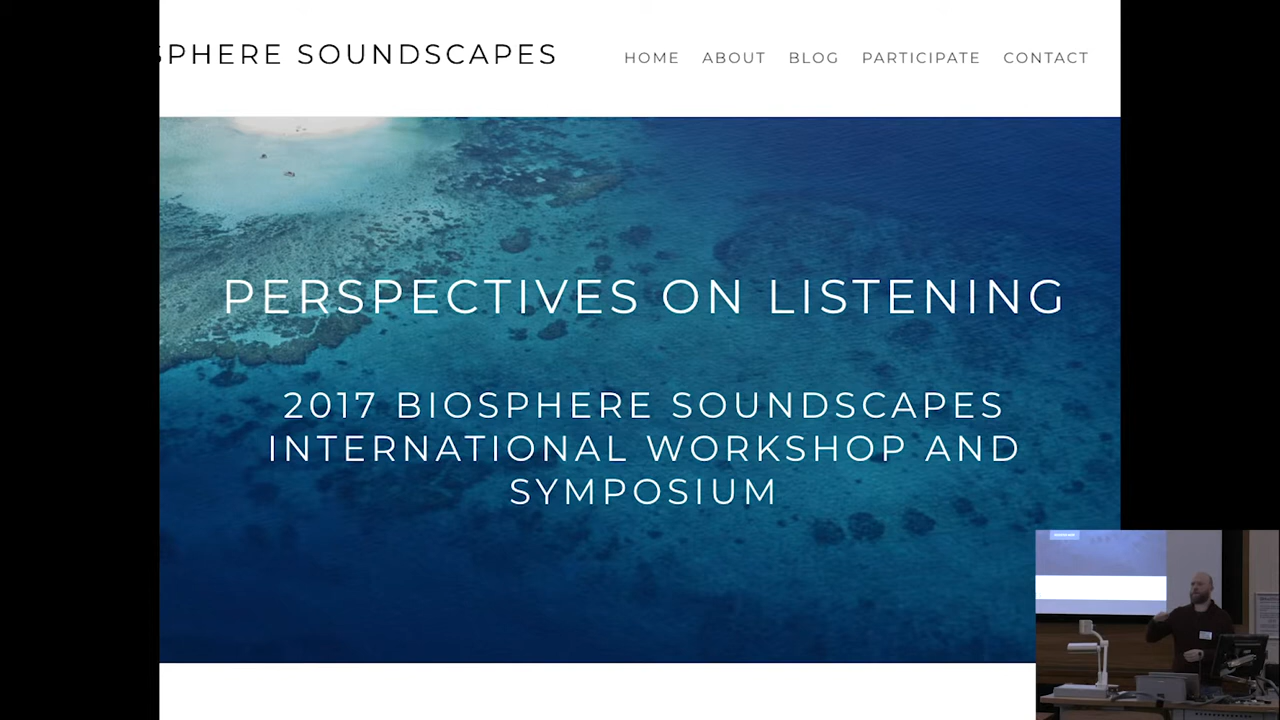 SPHERE SOUNDSCAPES
HOME ABOUT BLOG PARTICIPATE CONTACT
PERSPECTIVES ON LISTENING
2017 BIOSPHERE SOUNDSCAPES
INTERNATIONAL WORKSHOP AND
SYMPOSIUM